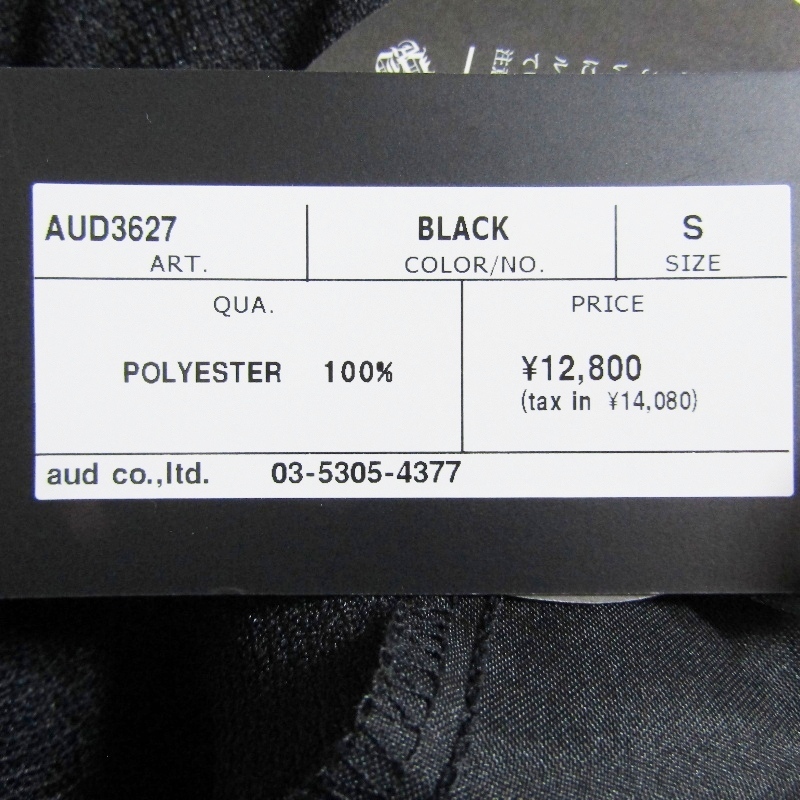 AUD3627 BLACK S
ART. COLOR/NO. SIZE
QUA. PRICE
POLYESTER 100% ¥12,800
(tax in ¥14,080)
aud co.,ltd. 03-5305-4377